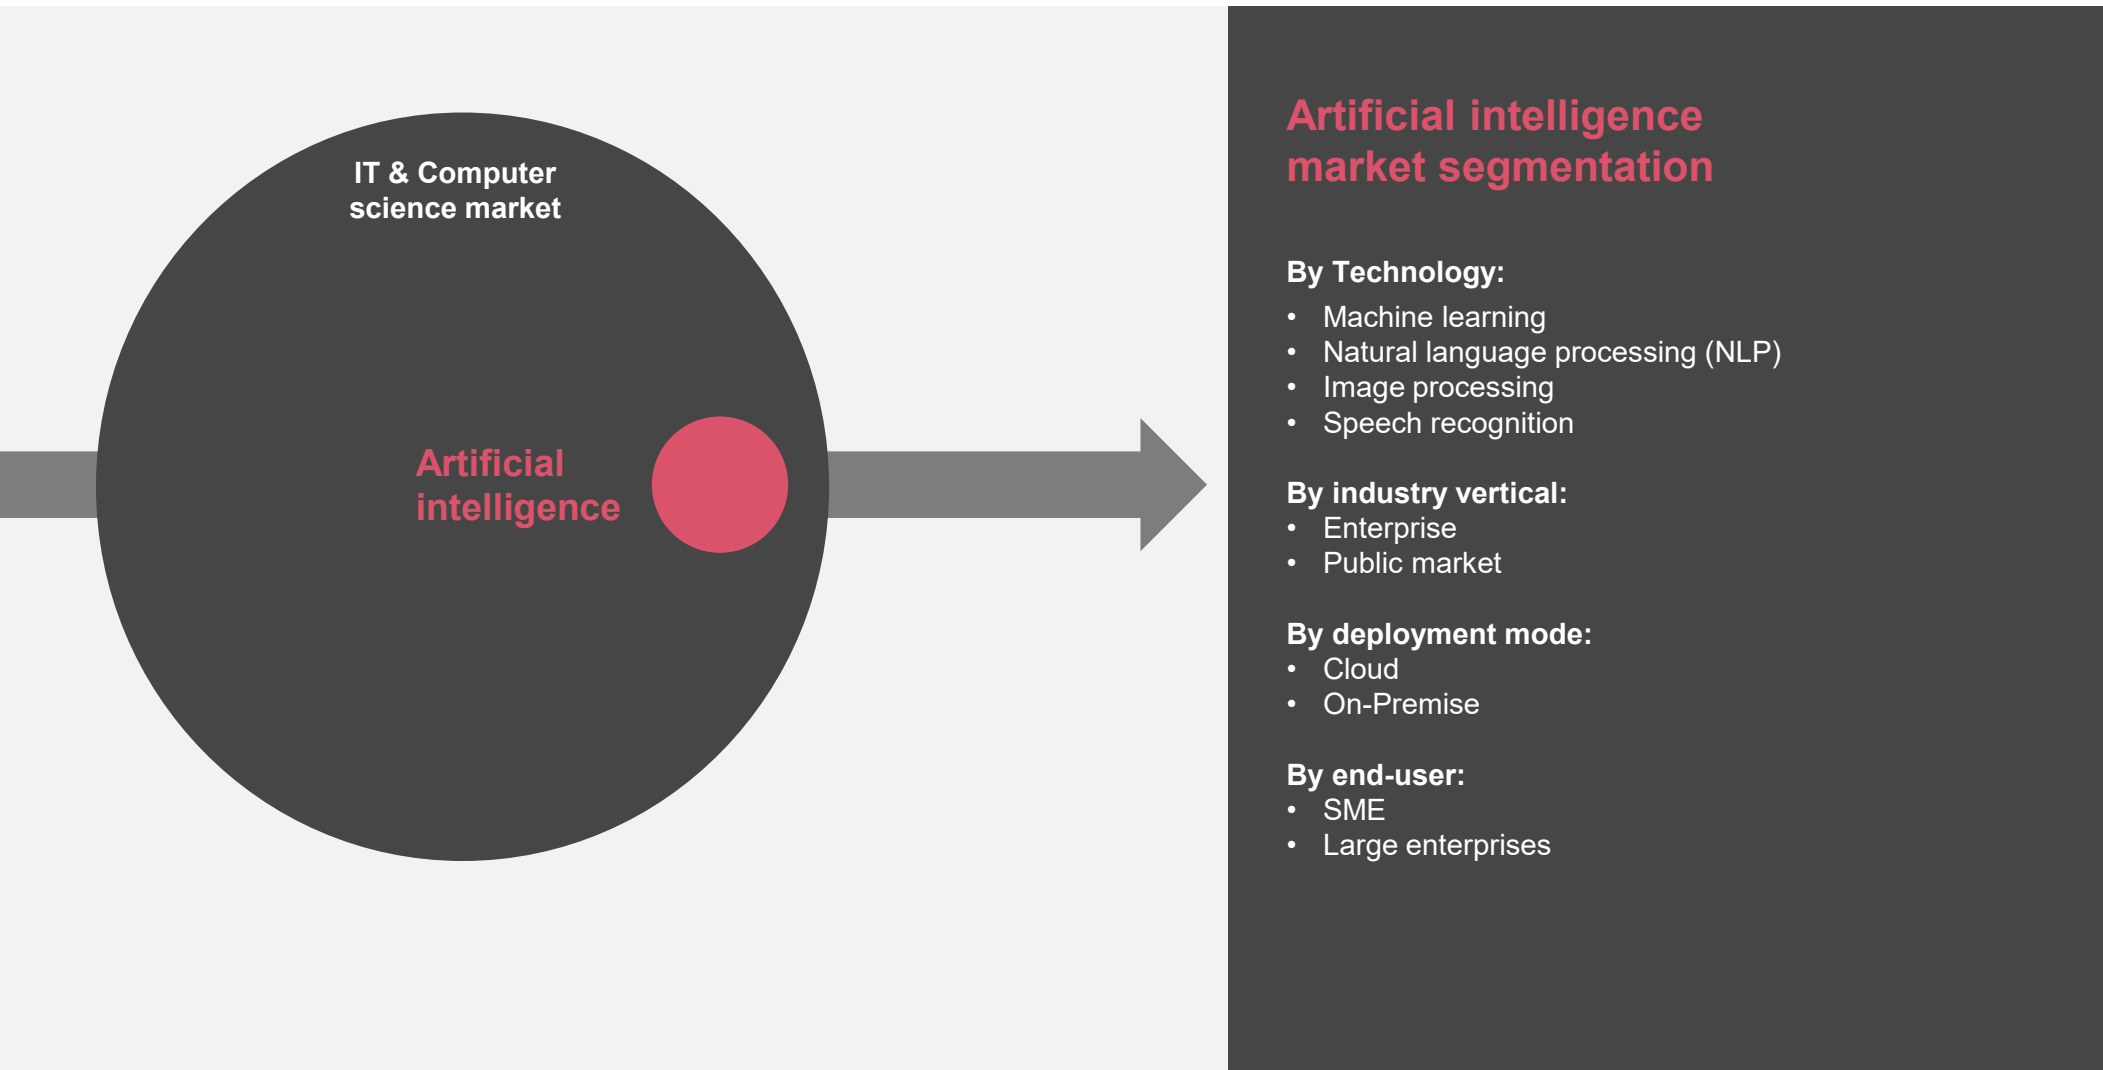 IT & Computer
science market
Artificial
intelligence
Artificial intelligence
market segmentation
By Technology:
• Machine learning
• Natural language processing (NLP)
• Image processing
• Speech recognition
By industry vertical:
• Enterprise
• Public market
By deployment mode:
• Cloud
• On-Premise
By end-user:
• SME
• Large enterprises